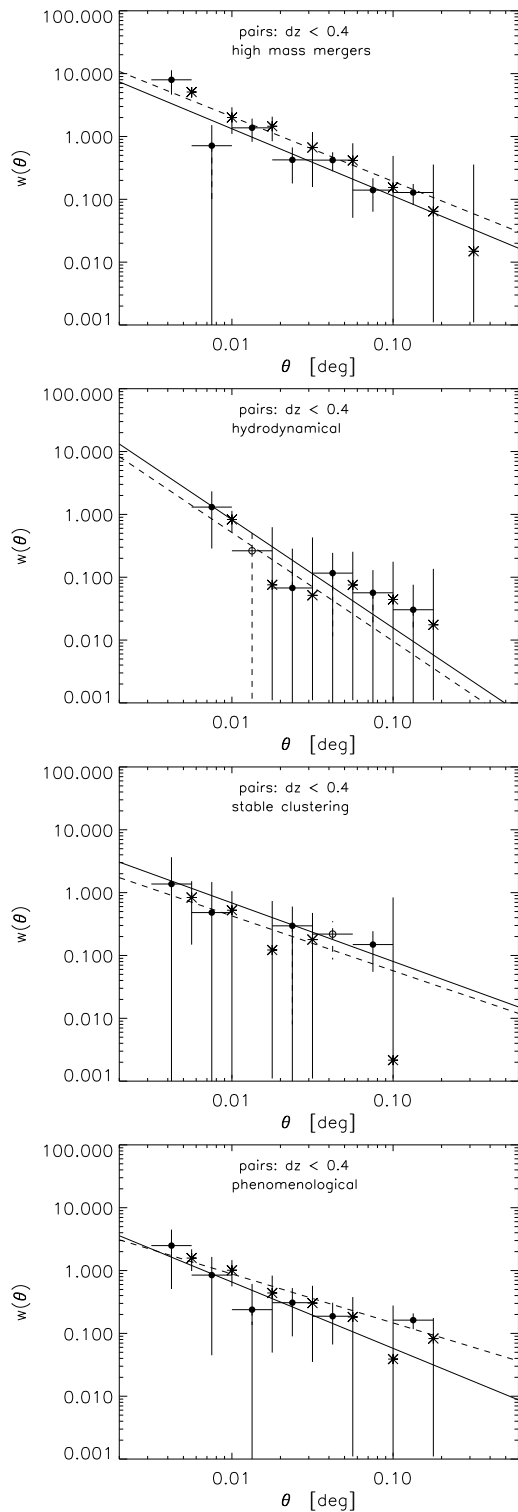 pairs: dz < 0.4
high mass mergers
100.000
10.000
1.000
0.100
0.010
0.001
w(θ)
0.01
0.10
θ [deg]
pairs: dz < 0.4
hydrodynamical
100.000
10.000
1.000
0.100
0.010
0.001
w(θ)
0.01
0.10
θ [deg]
pairs: dz < 0.4
stable clustering
100.000
10.000
1.000
0.100
0.010
0.001
w(θ)
0.01
0.10
θ [deg]
pairs: dz < 0.4
phenomenological
100.000
10.000
1.000
0.100
0.010
0.001
w(θ)
0.01
0.10
θ [deg]